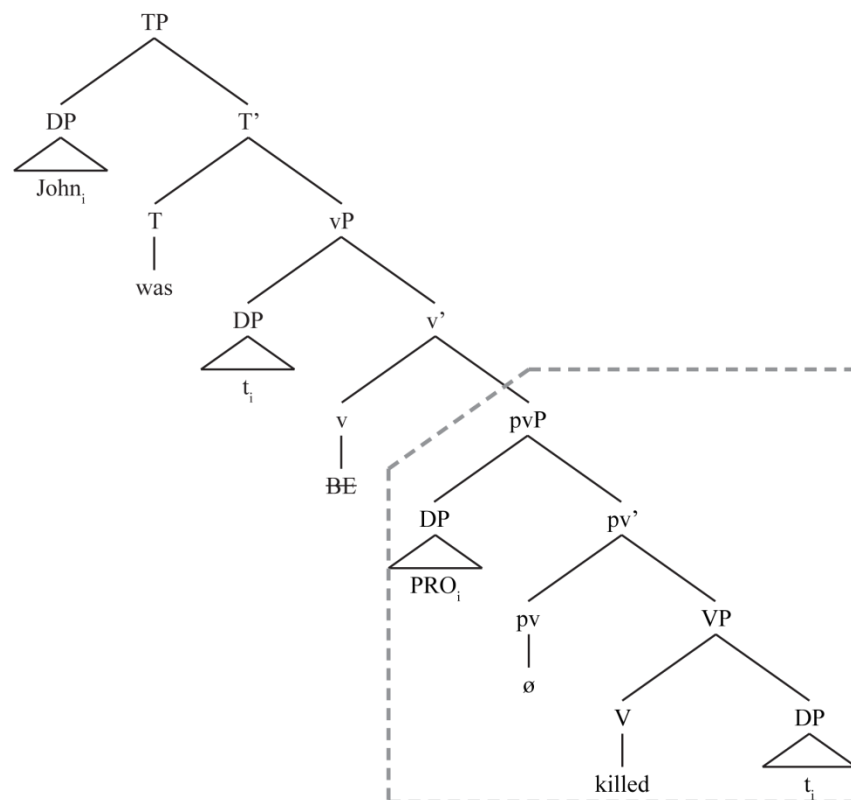 TP
DP T’
John_i
T vP
was
DP v’
t_i
v pvP
BE
DP pv’
PRO_i
pv VP
ø
V DP
killed t_i